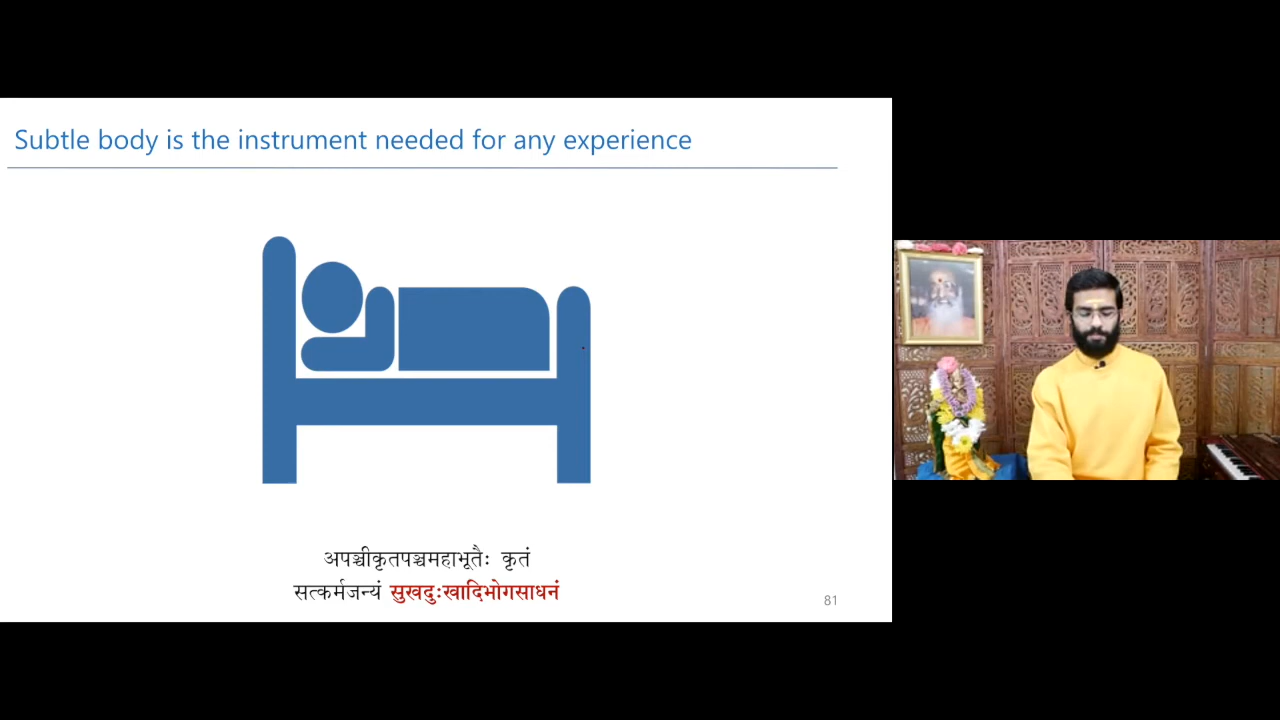 Subtle body is the instrument needed for any experience
अपञ्चीकृतपञ्चमहाभूतैः कृतं
सत्कर्मजन्यं सुखदुःखादिभोगसाधनं
81